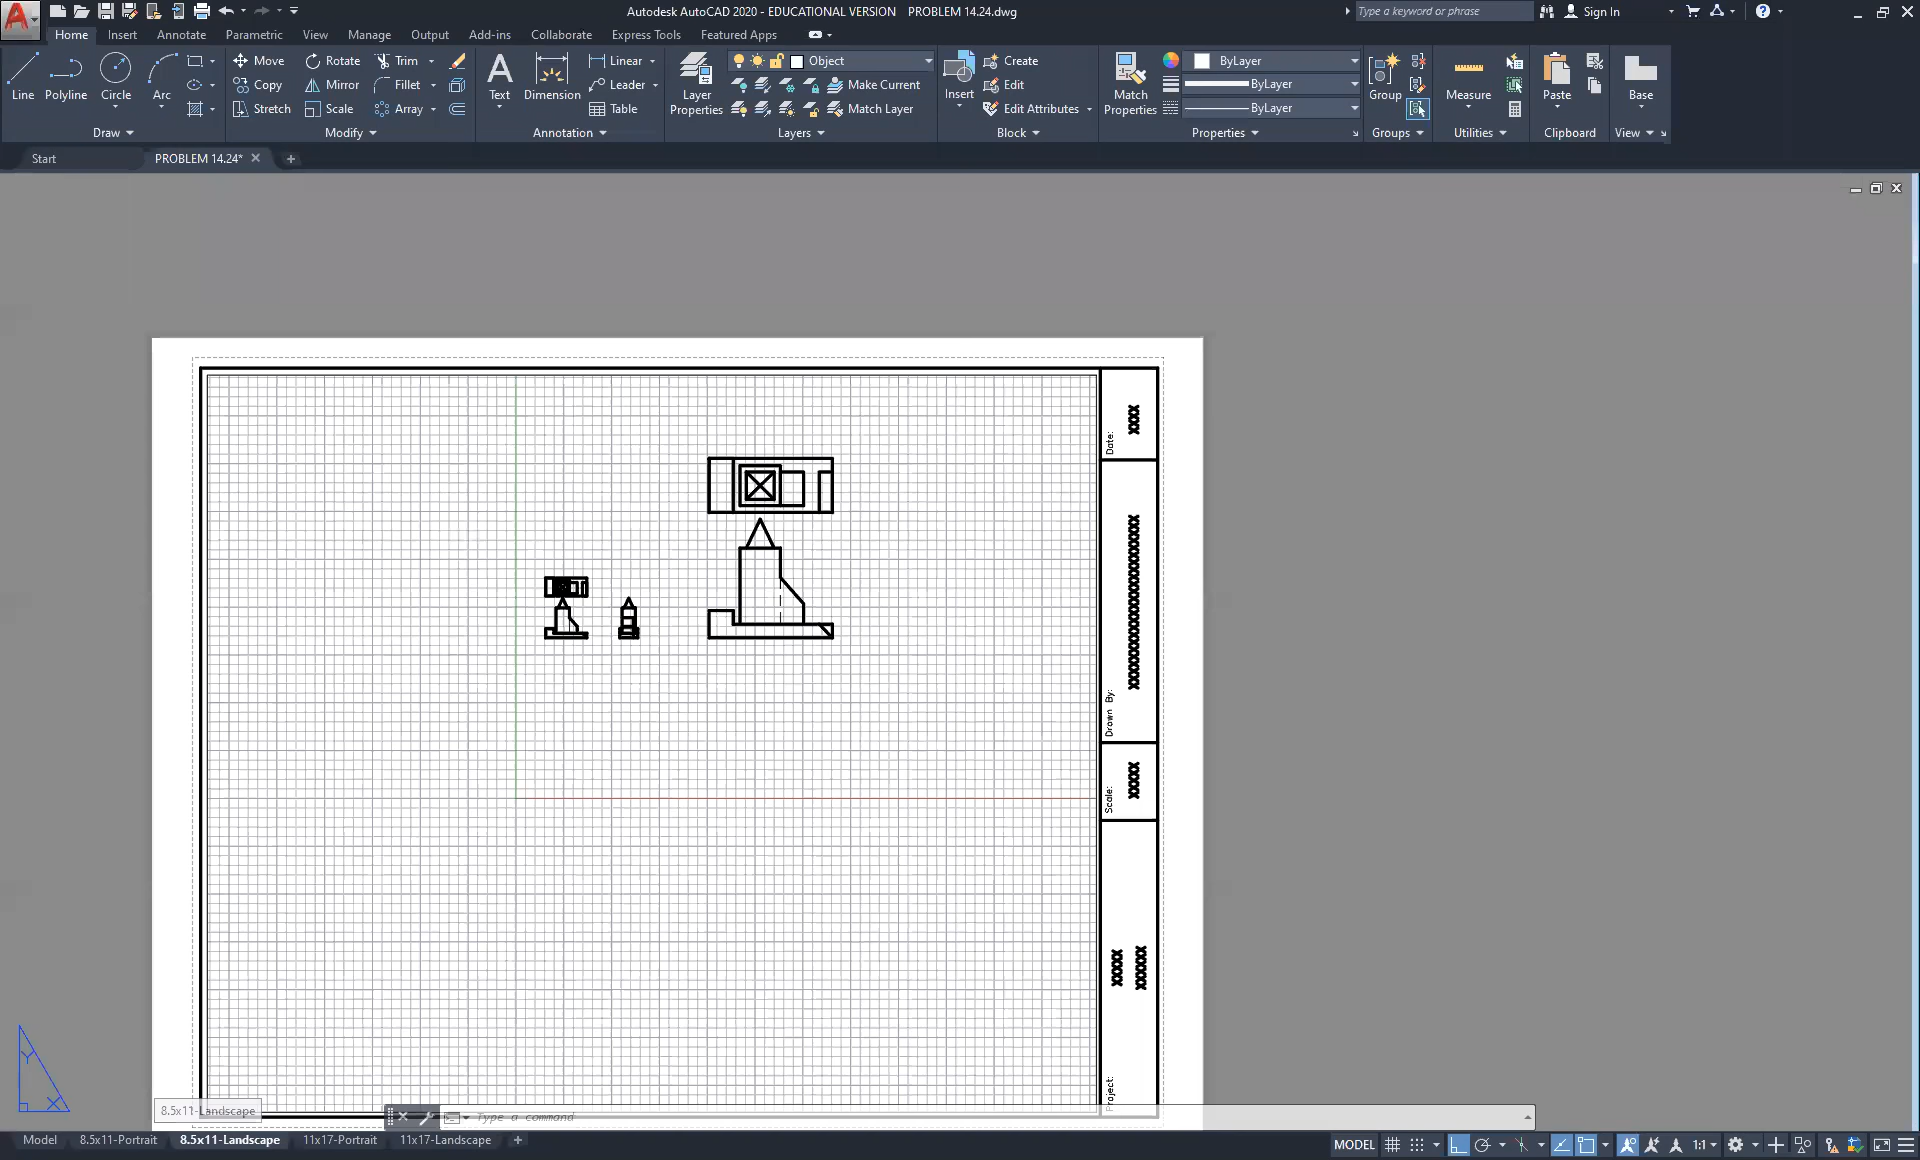 Autodesk AutoCAD 2020 - EDUCATIONAL VERSION PROBLEM 14.24.dwg
Type a keyword or phrase
Sign In
Home Insert Annotate Parametric View Manage Output Add-ins Collaborate Express Tools Featured Apps
Line
Polyline
Circle
Arc
Draw
Move
Rotate
Trim
Copy
Mirror
Fillet
Stretch
Scale
Array
Modify
Text
Dimension
Linear
Leader
Table
Annotation
Layer
Properties
Object
Make Current
Match Layer
Layers
Insert
Create
Edit
Edit Attributes
Block
Match
Properties
ByLayer
ByLayer
ByLayer
Properties
Group
Groups
Measure
Utilities
Paste
Clipboard
Base
View
Start
PROBLEM 14.24*
Date:
XXXX
Drawn By:
Scale:
XXXX
Project:
XXXX
XXXXX
Y
X
8.5x11-Landscape
Type a command
Model 8.5x11-Portrait 8.5x11-Landscape 11x17-Portrait 11x17-Landscape
MODEL
1:1